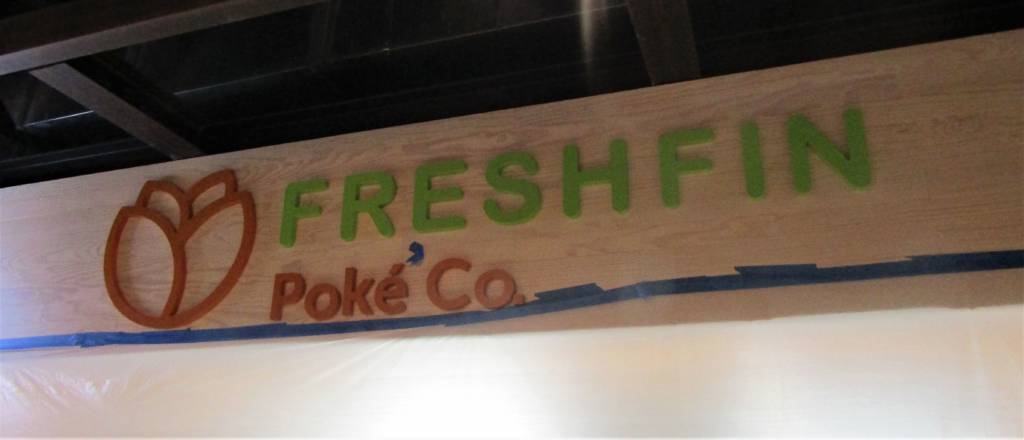 FRESHFIN
Poké Co.